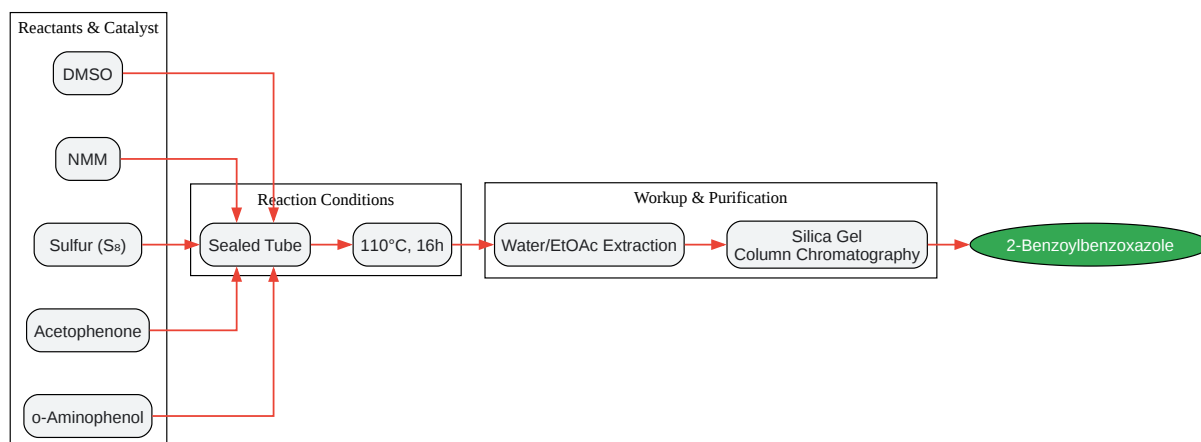 Reactants & Catalyst
DMSO
NMM
Sulfur (S₈)
Acetophenone
o-Aminophenol
Reaction Conditions
Sealed Tube
110°C, 16h
Workup & Purification
Water/EtOAc Extraction
Silica Gel
Column Chromatography
2-Benzoylbenzoxazole